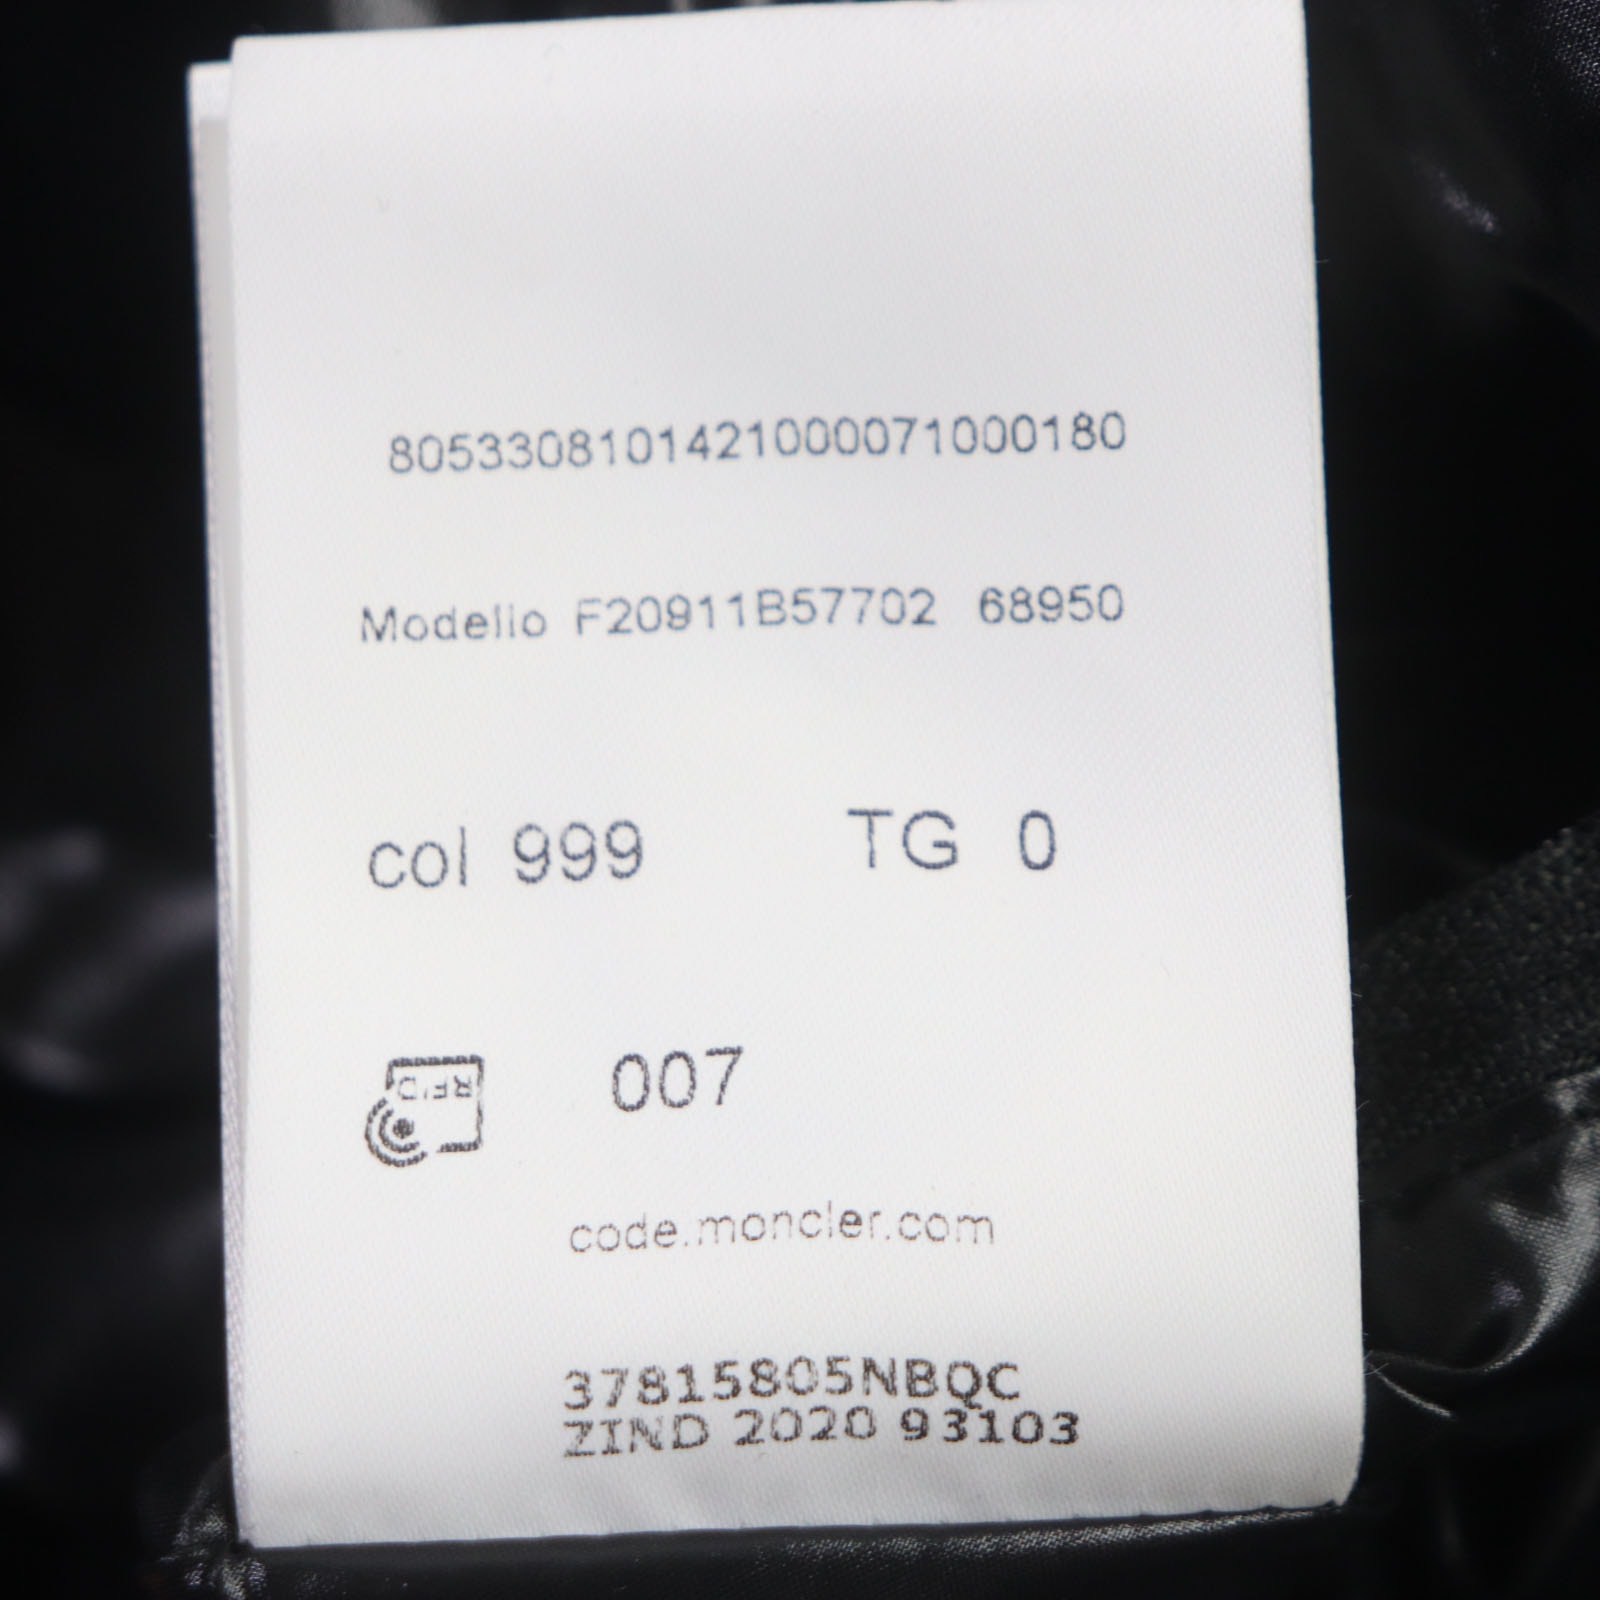 8053308101421000071000180
Modello F20911B57702 68950
col 999 TG 0
RFID 007
code.moncler.com
37815805NBQC
ZIND 2020 93103